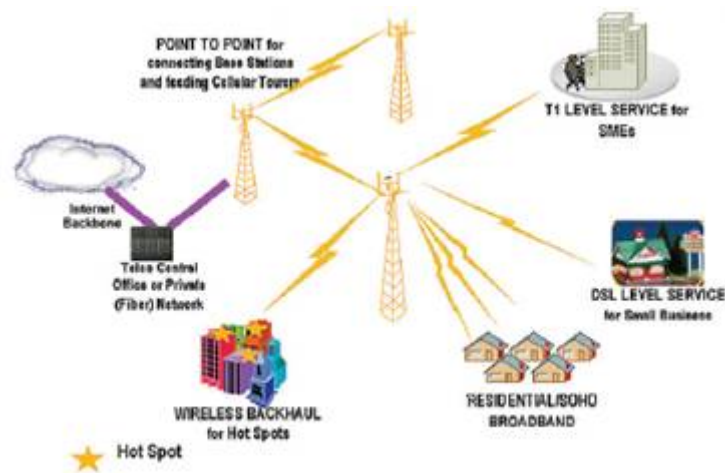 POINT TO POINT for
connecting Base Stations
and feeding Cellular Towers
T1 LEVEL SERVICE for
SMEs
Internet
Backbone
Telco Central
Office or Private
(Fiber) Network
DSL LEVEL SERVICE
for Small Business
WIRELESS BACKHAUL
for Hot Spots
RESIDENTIAL/SOHO
BROADBAND
Hot Spot